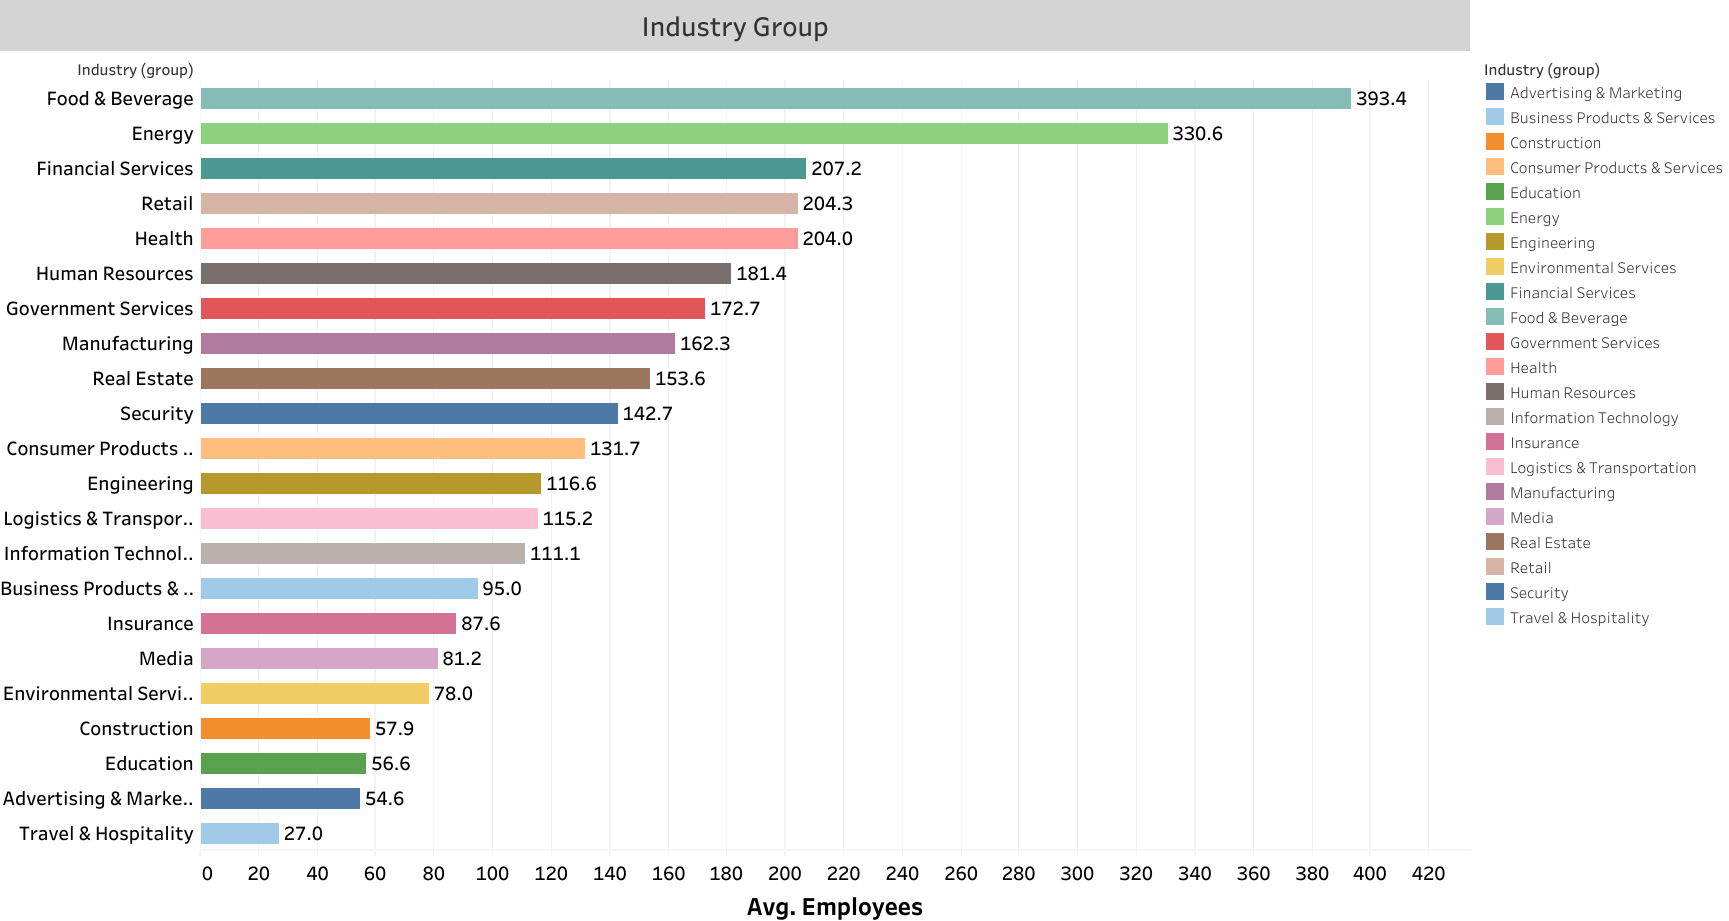 Industry Group
Industry (group)
Food & Beverage 393.4
Energy 330.6
Financial Services 207.2
Retail 204.3
Health 204.0
Human Resources 181.4
Government Services 172.7
Manufacturing 162.3
Real Estate 153.6
Security 142.7
Consumer Products .. 131.7
Engineering 116.6
Logistics & Transpor.. 115.2
Information Technol.. 111.1
Business Products & .. 95.0
Insurance 87.6
Media 81.2
Environmental Servi.. 78.0
Construction 57.9
Education 56.6
Advertising & Marke.. 54.6
Travel & Hospitality 27.0
0 20 40 60 80 100 120 140 160 180 200 220 240 260 280 300 320 340 360 380 400 420
Avg. Employees
Industry (group)
Advertising & Marketing
Business Products & Services
Construction
Consumer Products & Services
Education
Energy
Engineering
Environmental Services
Financial Services
Food & Beverage
Government Services
Health
Human Resources
Information Technology
Insurance
Logistics & Transportation
Manufacturing
Media
Real Estate
Retail
Security
Travel & Hospitality